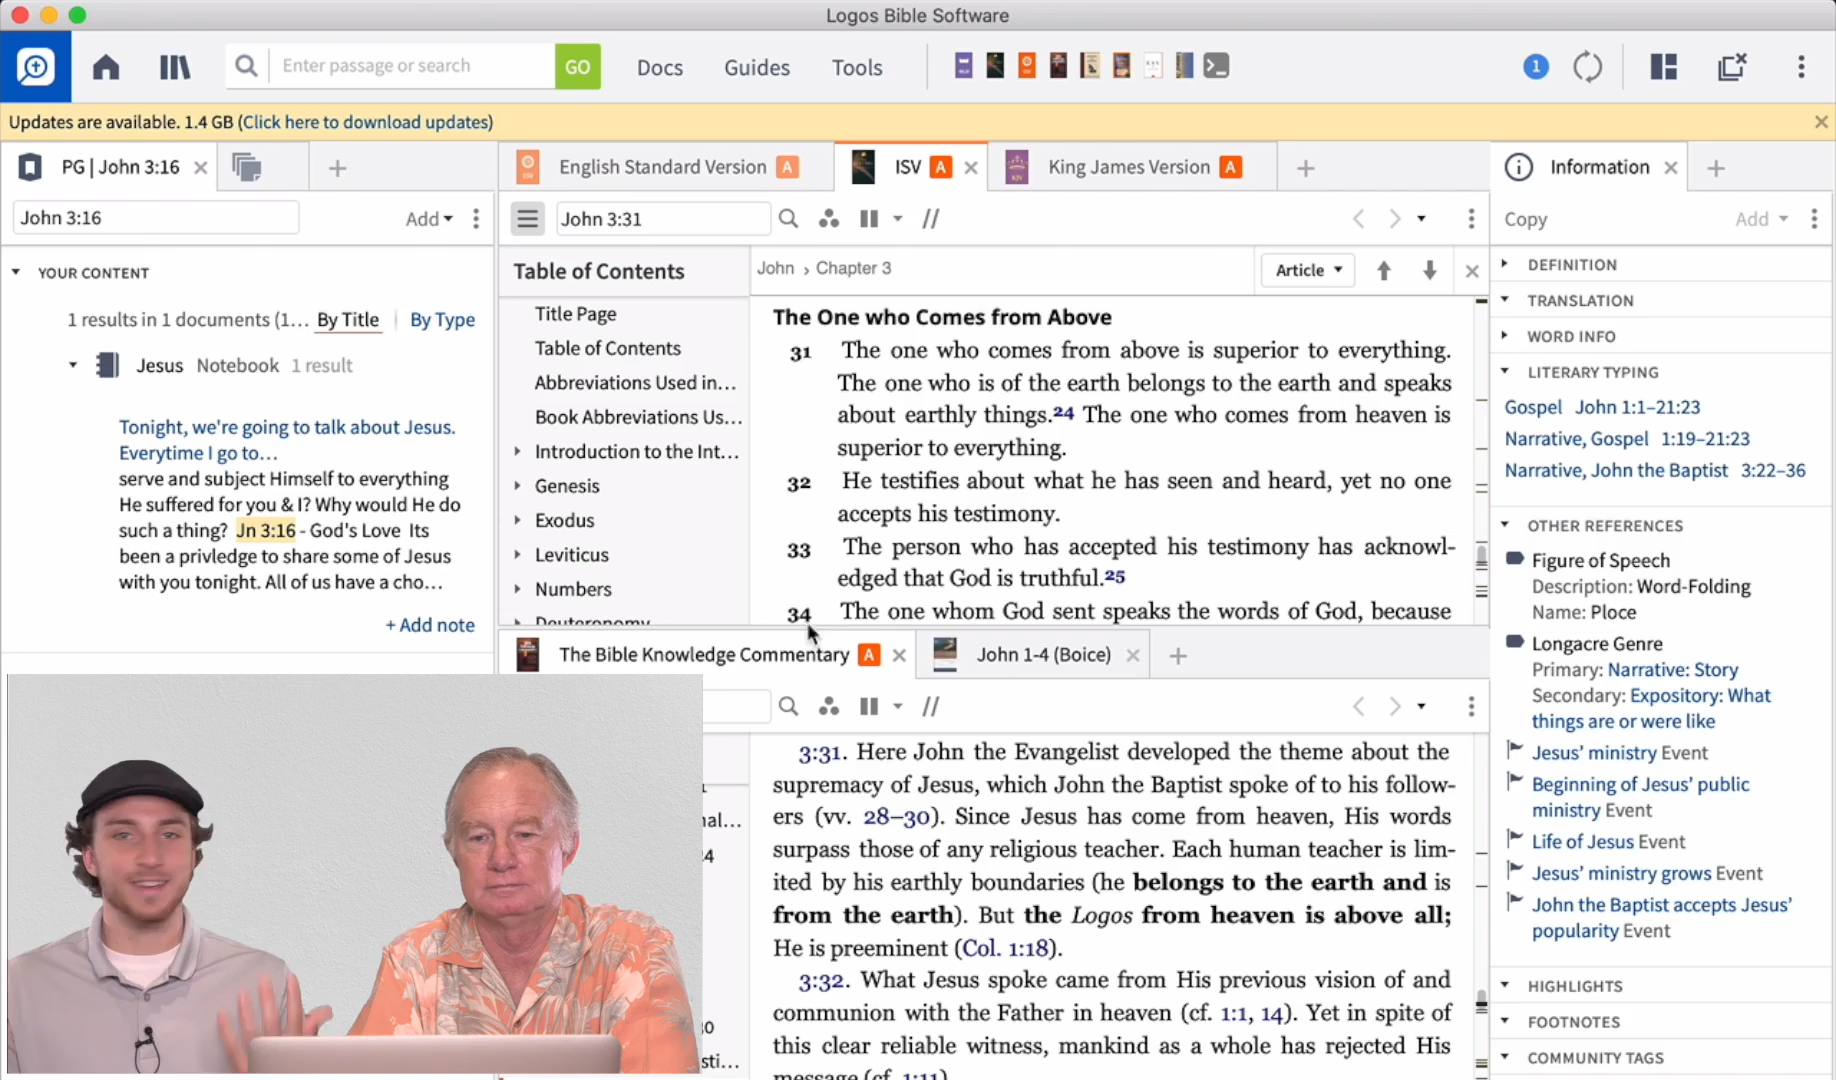 Logos Bible Software
Enter passage or search
GO
Docs
Guides
Tools
1
Updates are available. 1.4 GB (Click here to download updates)
PG | John 3:16
English Standard Version A
ISV A
King James Version A
Information
John 3:16
Add
John 3:31
Copy
Add
YOUR CONTENT
1 results in 1 documents (1... By Title | By Type
Jesus Notebook 1 result
Tonight, we're going to talk about Jesus.
Everytime I go to...
serve and subject Himself to everything
He suffered for you & I? Why would He do
such a thing? Jn 3:16 - God's Love Its
been a privledge to share some of Jesus
with you tonight. All of us have a cho...
+ Add note
Table of Contents
Title Page
Table of Contents
Abbreviations Used in...
Book Abbreviations Us...
Introduction to the Int...
Genesis
Exodus
Leviticus
Numbers
Deuteronomy
John › Chapter 3
Article
The One who Comes from Above
31 The one who comes from above is superior to everything.
The one who is of the earth belongs to the earth and speaks
about earthly things.24 The one who comes from heaven is
superior to everything.
32 He testifies about what he has seen and heard, yet no one
accepts his testimony.
33 The person who has accepted his testimony has acknowl-
edged that God is truthful.25
34 The one whom God sent speaks the words of God, because
The Bible Knowledge Commentary A
John 1-4 (Boice)
al...
4
0
sti...
3:31. Here John the Evangelist developed the theme about the
supremacy of Jesus, which John the Baptist spoke of to his follow-
ers (vv. 28–30). Since Jesus has come from heaven, His words
surpass those of any religious teacher. Each human teacher is lim-
ited by his earthly boundaries (he belongs to the earth and is
from the earth). But the Logos from heaven is above all;
He is preeminent (Col. 1:18).
3:32. What Jesus spoke came from His previous vision of and
communion with the Father in heaven (cf. 1:1, 14). Yet in spite of
this clear reliable witness, mankind as a whole has rejected His
message (cf. 1:11).
DEFINITION
TRANSLATION
WORD INFO
LITERARY TYPING
Gospel John 1:1–21:23
Narrative, Gospel 1:19–21:23
Narrative, John the Baptist 3:22–36
OTHER REFERENCES
Figure of Speech
Description: Word-Folding
Name: Ploce
Longacre Genre
Primary: Narrative: Story
Secondary: Expository: What
things are or were like
Jesus' ministry Event
Beginning of Jesus' public
ministry Event
Life of Jesus Event
Jesus' ministry grows Event
John the Baptist accepts Jesus'
popularity Event
HIGHLIGHTS
FOOTNOTES
COMMUNITY TAGS